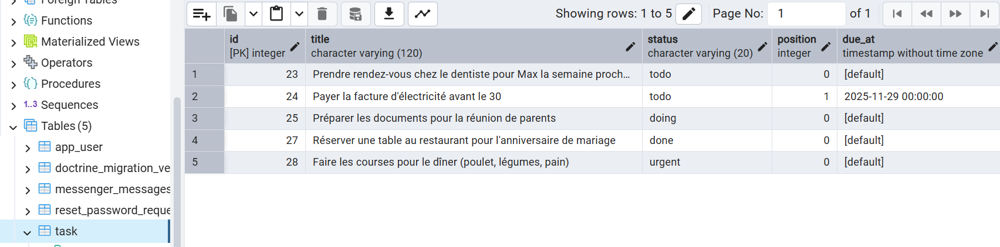 Foreign Tables
Functions
Materialized Views
Operators
Procedures
1..3 Sequences
Tables (5)
app_user
doctrine_migration_ve
messenger_messages
reset_password_reque
task
Showing rows: 1 to 5 Page No: 1 of 1
id title status position due_at
[PK] integer character varying (120) character varying (20) integer timestamp without time zone
1 23 Prendre rendez-vous chez le dentiste pour Max la semaine proch… todo 0 [default]
2 24 Payer la facture d'électricité avant le 30 todo 1 2025-11-29 00:00:00
3 25 Préparer les documents pour la réunion de parents doing 0 [default]
4 27 Réserver une table au restaurant pour l'anniversaire de mariage done 0 [default]
5 28 Faire les courses pour le dîner (poulet, légumes, pain) urgent 0 [default]